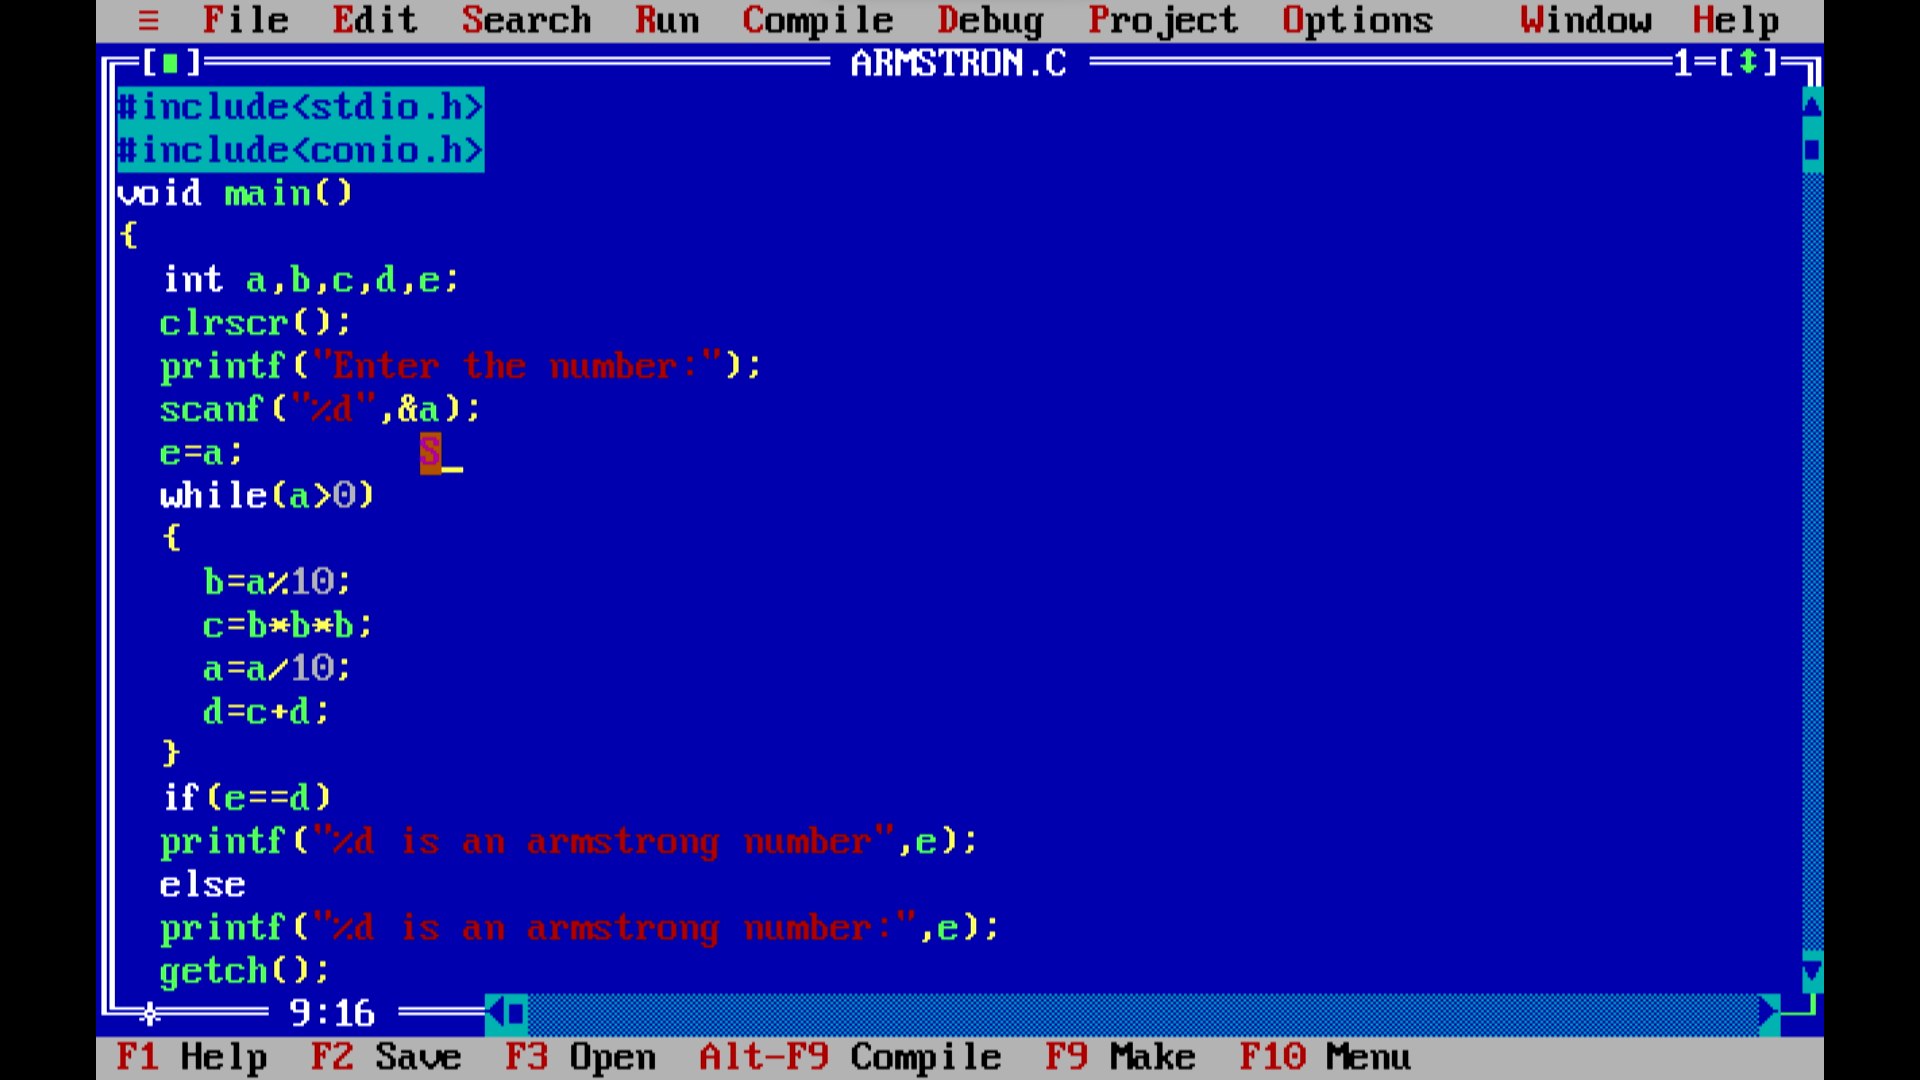 ≡ File Edit Search Run Compile Debug Project Options Window Help
[■] ARMSTRON.C 1=[↕]
#include<stdio.h>
#include<conio.h>
void main()
{
int a,b,c,d,e;
clrscr();
printf("Enter the number:");
scanf("%d",&a);
e=a; S_
while(a>0)
{
b=a%10;
c=b*b*b;
a=a/10;
d=c+d;
}
if(e==d)
printf("%d is an armstrong number",e);
else
printf("%d is an armstrong number:",e);
getch();
9:16
F1 Help F2 Save F3 Open Alt-F9 Compile F9 Make F10 Menu